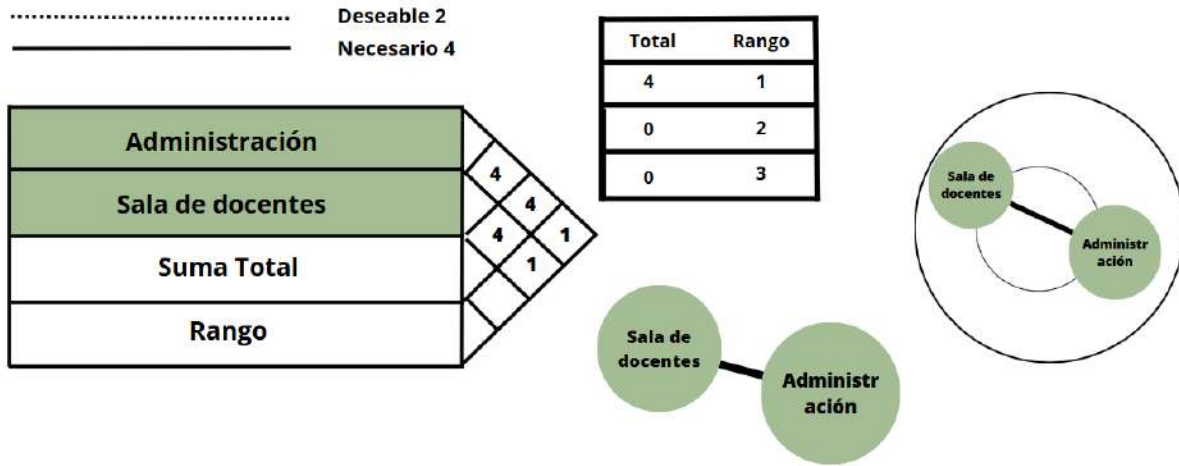 Deseable 2
Necesario 4
Administración
Sala de docentes
Suma Total
Rango
4
4
4
1
1
Total Rango
4 1
0 2
0 3
Sala de
docentes
Administr
ación
Sala de
docentes
Administr
ación